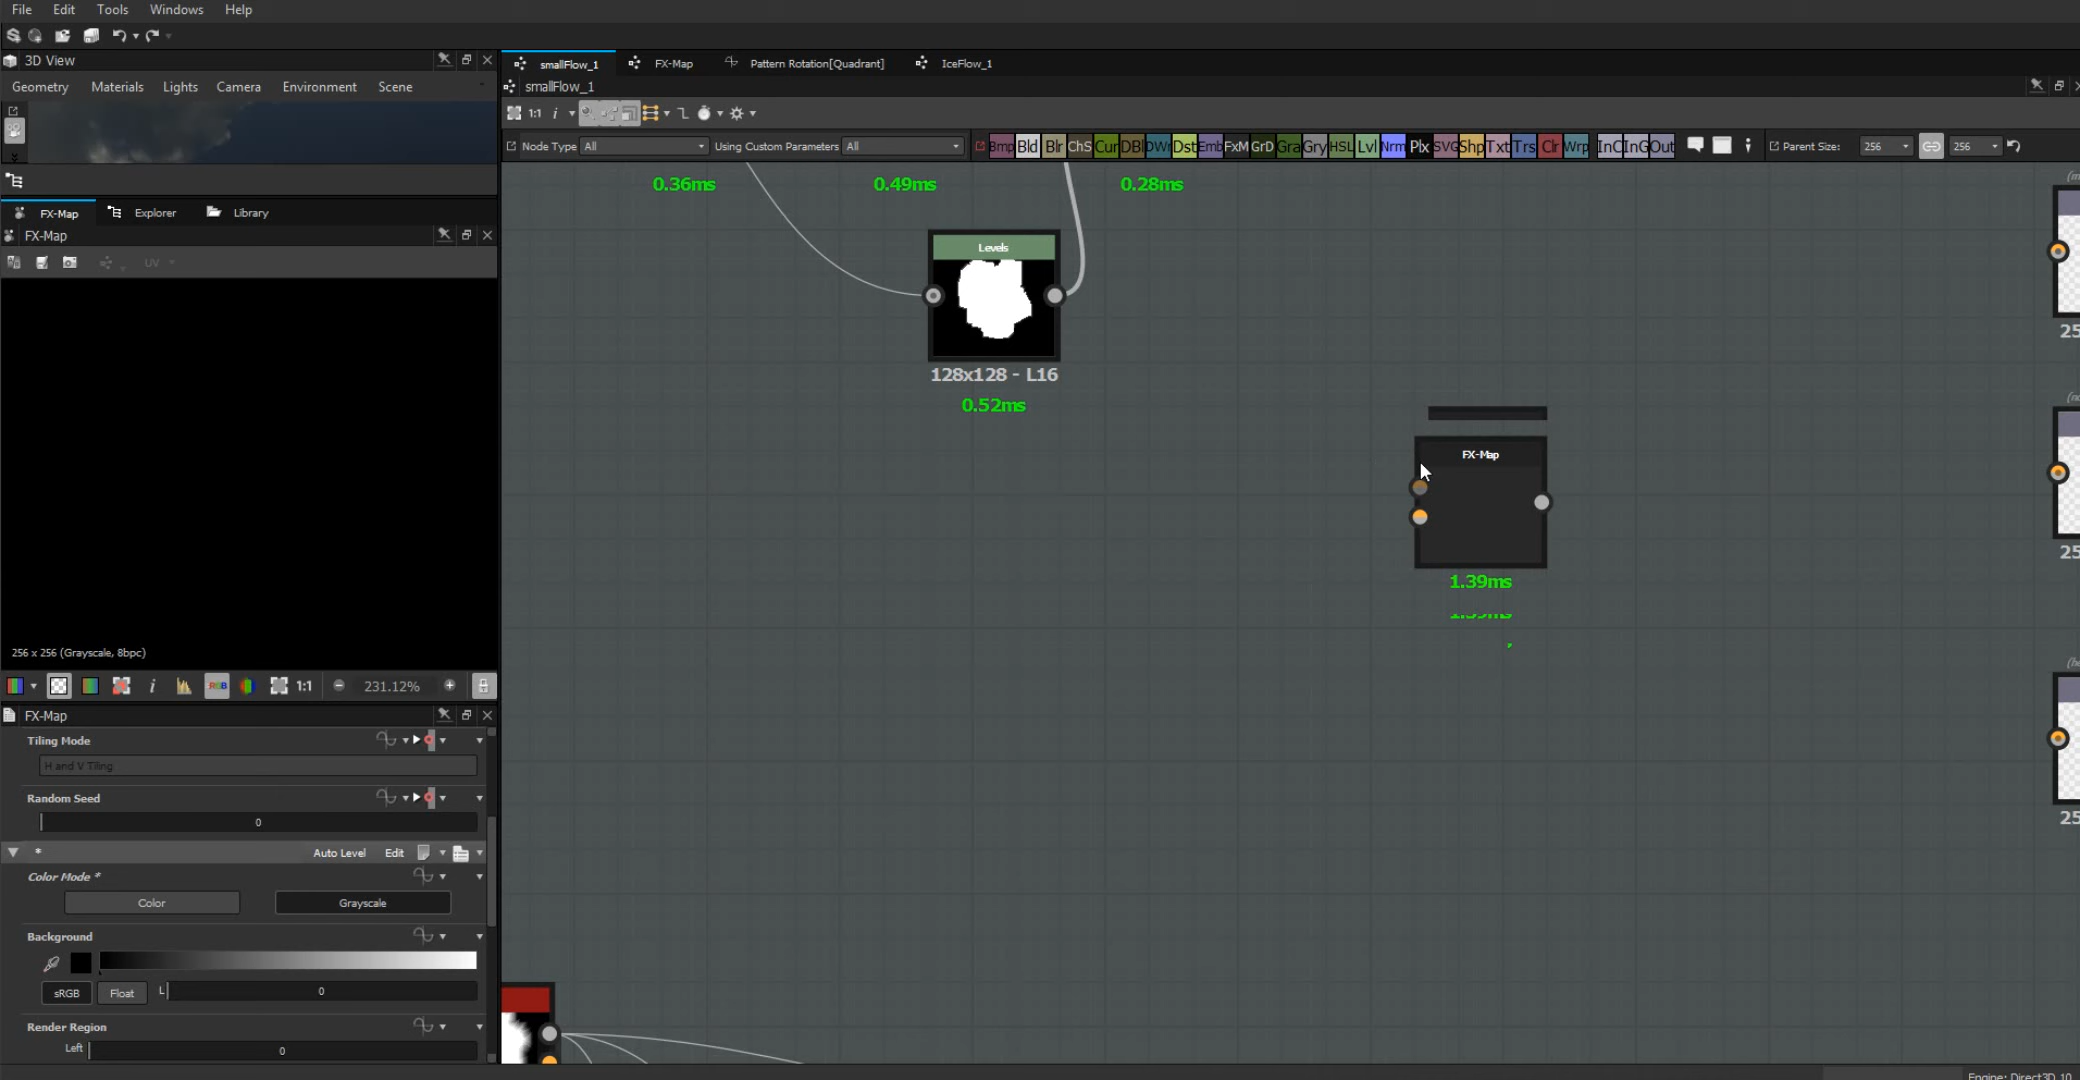 File Edit Tools Windows Help
3D View
Geometry Materials Lights Camera Environment Scene
FX-Map Explorer Library
FX-Map
UV
256 x 256 (Grayscale, 8bpc)
RGB 1:1 231.12%
FX-Map
Tiling Mode
H and V Tiling
Random Seed
0
* Auto Level Edit
Color Mode *
Color Grayscale
Background
sRGB Float L 0
Render Region
Left 0
smallFlow_1 FX-Map Pattern Rotation[Quadrant] IceFlow_1
smallFlow_1
1:1 i
Node Type All Using Custom Parameters All Bmp Bld Blr ChS Cur DBl DWr Dst Emb FxM GrD Gra Gry HSL Lvl Nrm Plx SVG Shp Txt Trs Clr Wrp InC InG Out Parent Size: 256 256
0.36ms 0.49ms 0.28ms
Levels
128x128 - L16
0.52ms
FX-Map
1.39ms
25
25
25
Engine: Direct3D 10